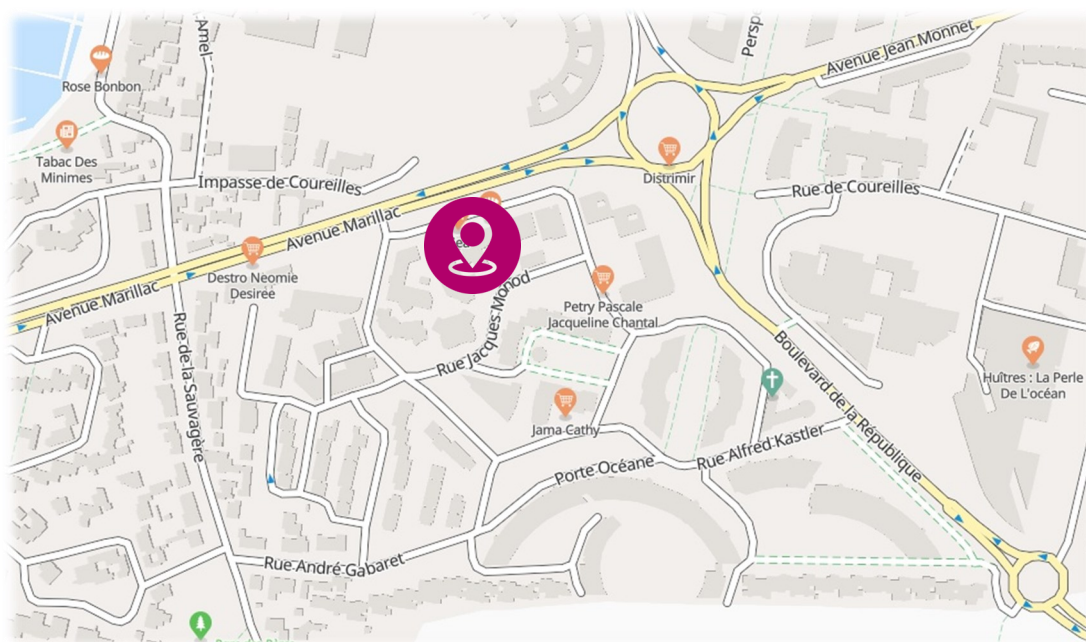 Amel
Persp
Avenue Jean Monnet
Rose Bonbon
Tabac Des
Minimes
Impasse de Coureilles
Distrimir
Rue de Coureilles
Avenue Marillac
Destro Neomie
Desirée
Avenue Marillac
Rue Jacques Monod
Petry Pascale
Jacqueline Chantal
Rue de la Sauvagère
Boulevard de la République
Huîtres : La Perle
De L'océan
Jama Cathy
Rue Alfred Kastler
Porte Océane
Rue André Gabaret